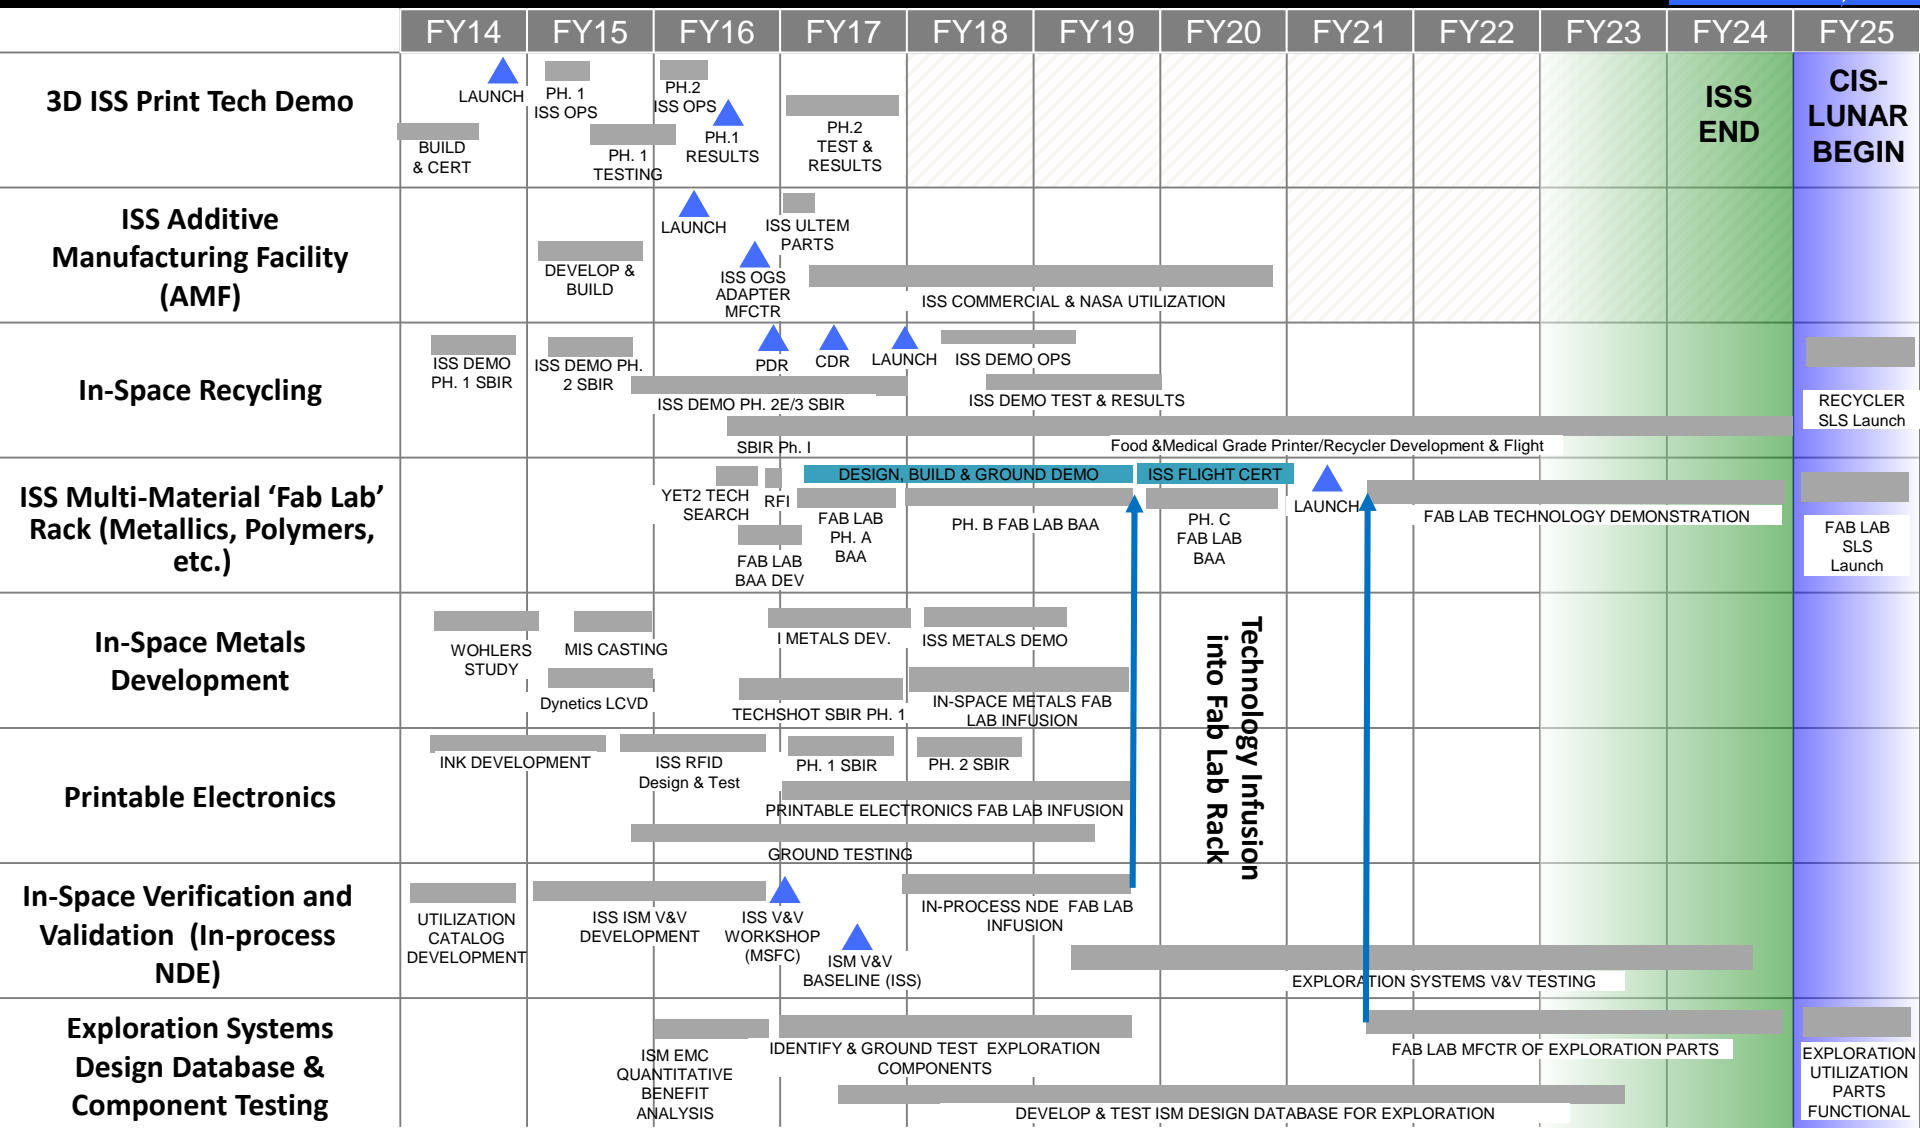 FY14 FY15 FY16 FY17 FY18 FY19 FY20 FY21 FY22 FY23 FY24 FY25
3D ISS Print Tech Demo
LAUNCH
PH. 1
ISS OPS
PH.2
ISS OPS
BUILD
& CERT
PH. 1
TESTING
PH.1
RESULTS
PH.2
TEST &
RESULTS
ISS
END
CIS-
LUNAR
BEGIN
ISS Additive
Manufacturing Facility
(AMF)
LAUNCH
ISS ULTEM
PARTS
DEVELOP &
BUILD
ISS OGS
ADAPTER
MFCTR
ISS COMMERCIAL & NASA UTILIZATION
In-Space Recycling
ISS DEMO
PH. 1 SBIR
ISS DEMO PH.
2 SBIR
PDR
CDR
LAUNCH
ISS DEMO OPS
ISS DEMO PH. 2E/3 SBIR
ISS DEMO TEST & RESULTS
SBIR Ph. I
Food &Medical Grade Printer/Recycler Development & Flight
RECYCLER
SLS Launch
ISS Multi-Material ‘Fab Lab’
Rack (Metallics, Polymers,
etc.)
DESIGN, BUILD & GROUND DEMO
ISS FLIGHT CERT
YET2 TECH
SEARCH
RFI
FAB LAB
BAA DEV
FAB LAB
PH. A
BAA
PH. B FAB LAB BAA
PH. C
FAB LAB
BAA
LAUNCH
FAB LAB TECHNOLOGY DEMONSTRATION
FAB LAB
SLS
Launch
In-Space Metals
Development
WOHLERS
STUDY
MIS CASTING
Dynetics LCVD
I METALS DEV.
ISS METALS DEMO
TECHSHOT SBIR PH. 1
IN-SPACE METALS FAB
LAB INFUSION
Technology Infusion
into Fab Lab Rack
Printable Electronics
INK DEVELOPMENT
ISS RFID
Design & Test
PH. 1 SBIR
PH. 2 SBIR
PRINTABLE ELECTRONICS FAB LAB INFUSION
GROUND TESTING
In-Space Verification and
Validation (In-process
NDE)
UTILIZATION
CATALOG
DEVELOPMENT
ISS ISM V&V
DEVELOPMENT
ISS V&V
WORKSHOP
(MSFC)
ISM V&V
BASELINE (ISS)
IN-PROCESS NDE FAB LAB
INFUSION
EXPLORATION SYSTEMS V&V TESTING
Exploration Systems
Design Database &
Component Testing
ISM EMC
QUANTITATIVE
BENEFIT
ANALYSIS
IDENTIFY & GROUND TEST EXPLORATION
COMPONENTS
FAB LAB MFCTR OF EXPLORATION PARTS
DEVELOP & TEST ISM DESIGN DATABASE FOR EXPLORATION
EXPLORATION
UTILIZATION
PARTS
FUNCTIONAL